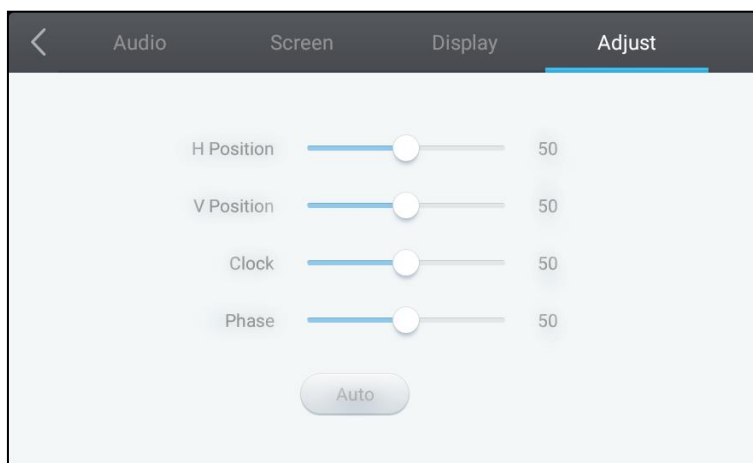 Audio Screen Display Adjust
H Position 50
V Position 50
Clock 50
Phase 50
Auto